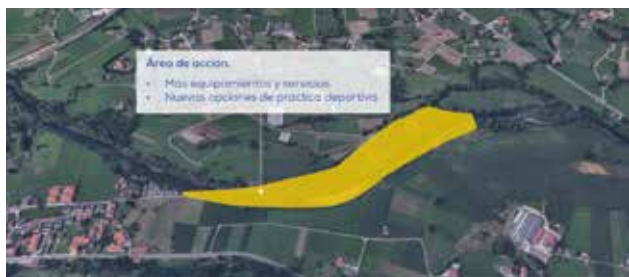 Área de acción.
• Más equipamientos y servicios.
• Nuevas opciones de práctica deportiva